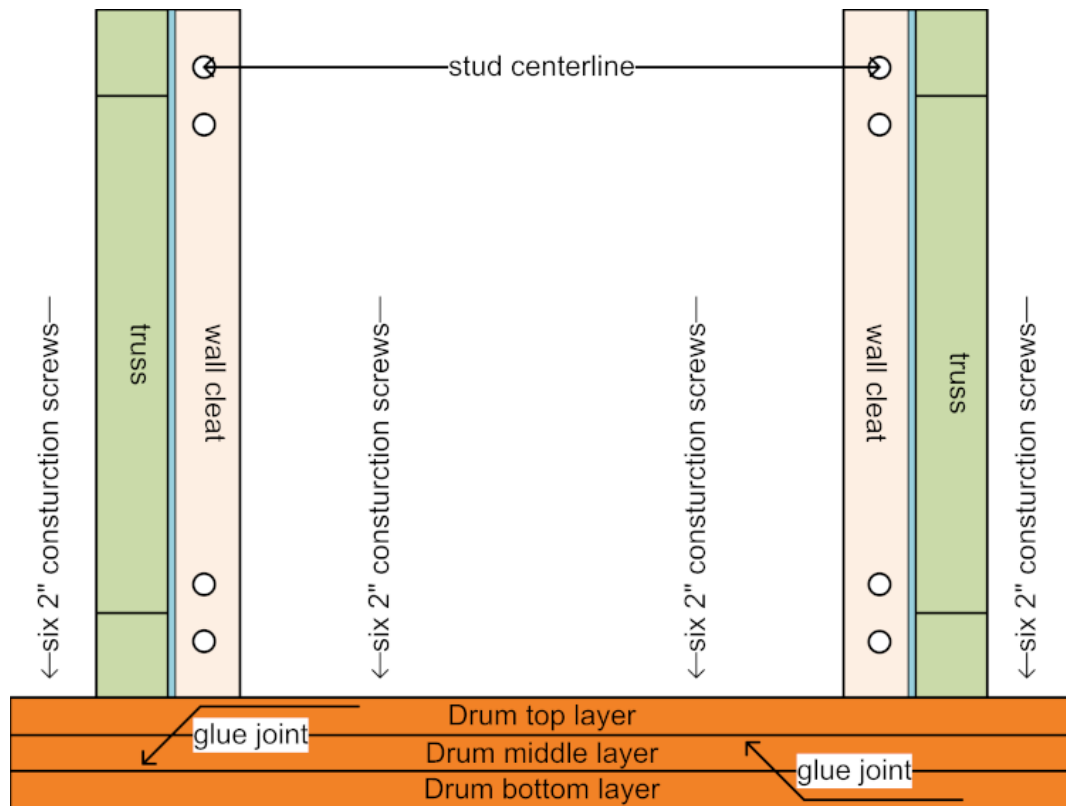 stud centerline
six 2" consturction screws
truss
wall cleat
six 2" consturction screws
six 2" consturction screws
wall cleat
truss
six 2" consturction screws
Drum top layer
glue joint
Drum middle layer
glue joint
Drum bottom layer